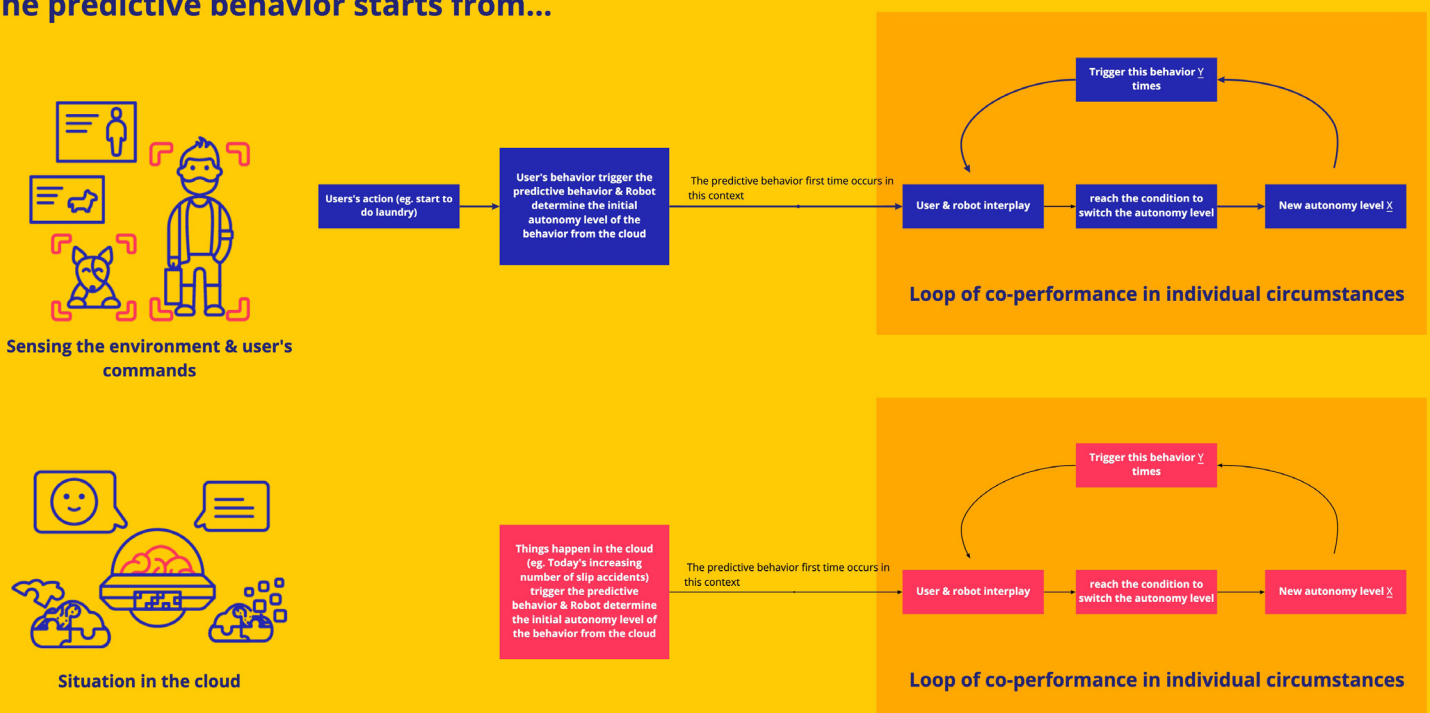 he predictive behavior starts from...
Trigger this behavior Y
times
Users's action (eg. start to
do laundry)
User's behavior trigger the
predictive behavior & Robot
determine the initial
autonomy level of the
behavior from the cloud
The predictive behavior first time occurs in
this context
User & robot interplay
reach the condition to
switch the autonomy level
New autonomy level X
Loop of co-performance in individual circumstances
Sensing the environment & user's
commands
Trigger this behavior Y
times
Things happen in the cloud
(eg. Today's increasing
number of slip accidents)
trigger the predictive
behavior & Robot determine
the initial autonomy level of
the behavior from the cloud
The predictive behavior first time occurs in
this context
User & robot interplay
reach the condition to
switch the autonomy level
New autonomy level X
Loop of co-performance in individual circumstances
Situation in the cloud